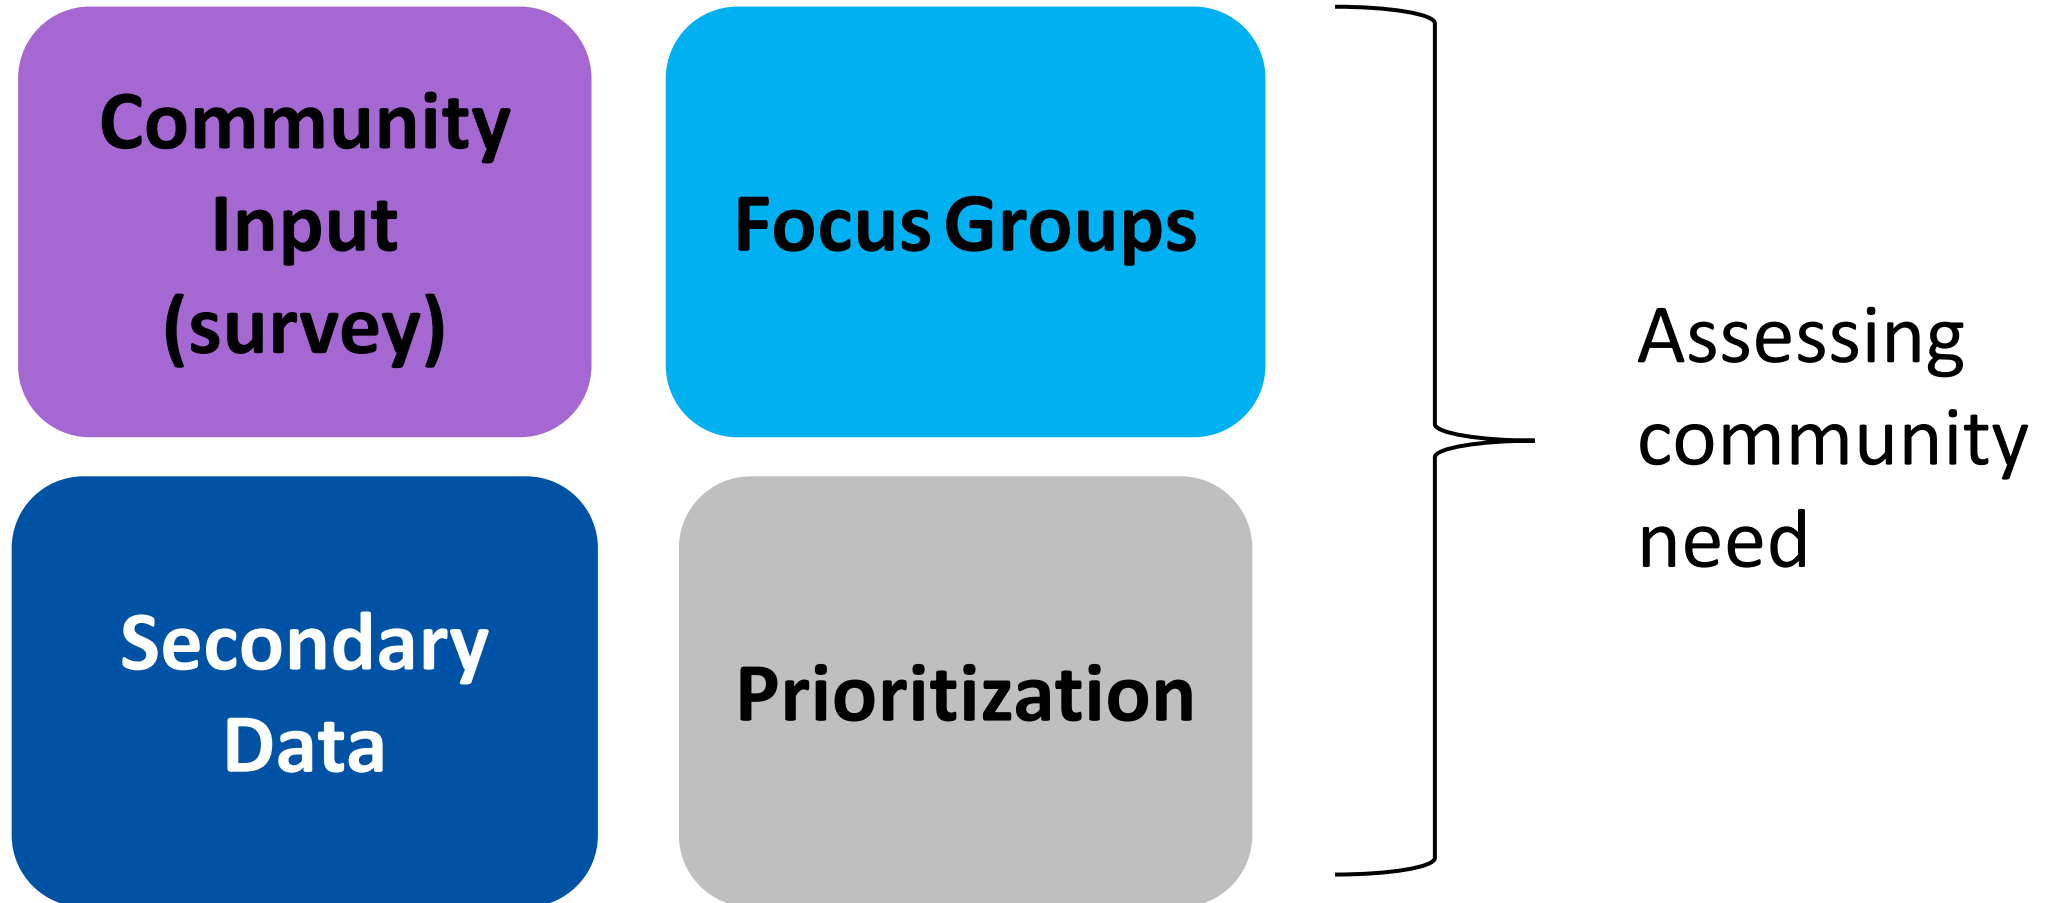 Community
Input
(survey)
Focus Groups
Secondary
Data
Prioritization
Assessing
community
need